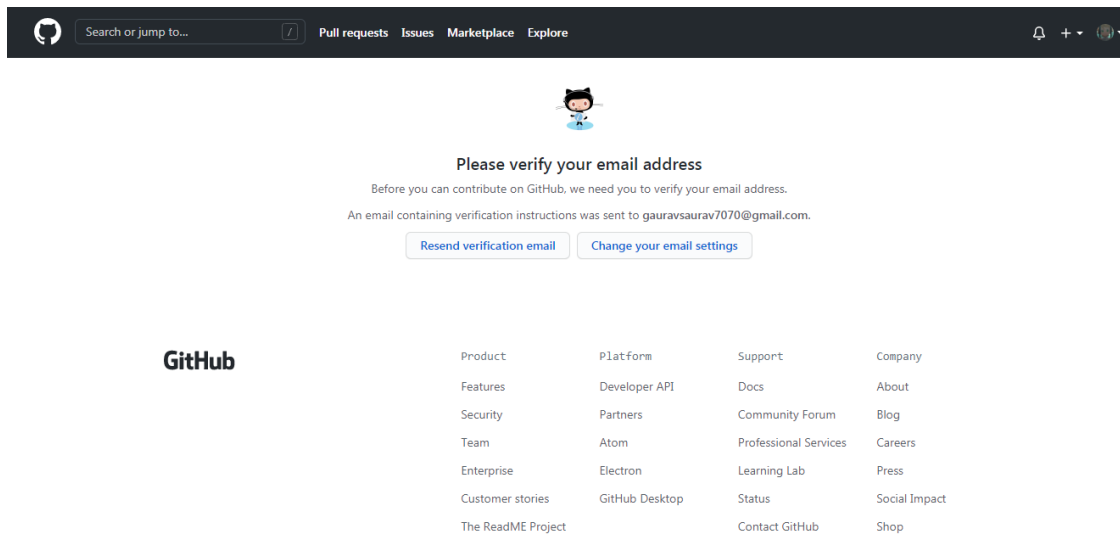 Search or jump to... /
Pull requests Issues Marketplace Explore
Please verify your email address
Before you can contribute on GitHub, we need you to verify your email address.
An email containing verification instructions was sent to gauravsaurav7070@gmail.com.
Resend verification email Change your email settings
GitHub
Product Platform Support Company
Features Developer API Docs About
Security Partners Community Forum Blog
Team Atom Professional Services Careers
Enterprise Electron Learning Lab Press
Customer stories GitHub Desktop Status Social Impact
The ReadME Project Contact GitHub Shop